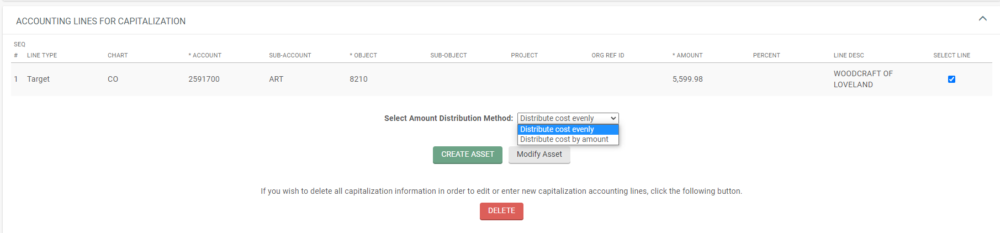 ACCOUNTING LINES FOR CAPITALIZATION
SEQ
# LINE TYPE CHART * ACCOUNT SUB-ACCOUNT * OBJECT SUB-OBJECT PROJECT ORG REF ID * AMOUNT PERCENT LINE DESC SELECT LINE
1 Target CO 2591700 ART 8210 5,599.98 WOODCRAFT OF
LOVELAND
Select Amount Distribution Method: Distribute cost evenly
Distribute cost evenly
Distribute cost by amount
CREATE ASSET Modify Asset
If you wish to delete all capitalization information in order to edit or enter new capitalization accounting lines, click the following button.
DELETE